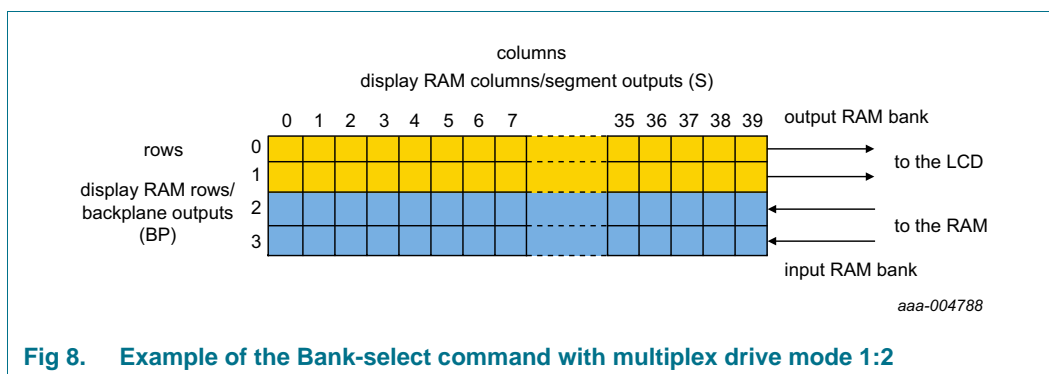 columns
display RAM columns/segment outputs (S)
0 1 2 3 4 5 6 7 35 36 37 38 39 output RAM bank
rows
0
to the LCD
1
display RAM rows/
backplane outputs
(BP)
2
to the RAM
3
input RAM bank
aaa-004788
Fig 8. Example of the Bank-select command with multiplex drive mode 1:2